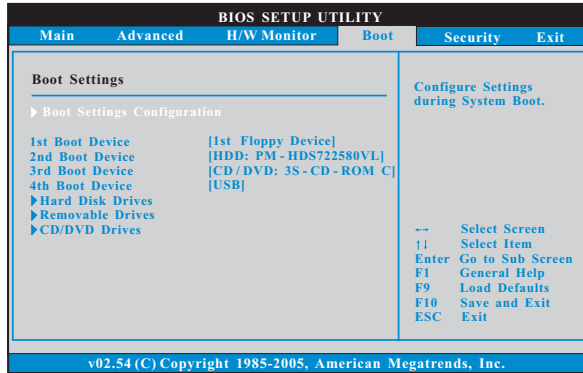 BIOS SETUP UTILITY
Main Advanced H/W Monitor Boot Security Exit
Boot Settings
Boot Settings Configuration
1st Boot Device [1st Floppy Device]
2nd Boot Device [HDD: PM - HDS722580VL]
3rd Boot Device [CD / DVD: 3S - CD - ROM C]
4th Boot Device [USB]
Hard Disk Drives
Removable Drives
CD/DVD Drives
Configure Settings
during System Boot.
←→ Select Screen
↑↓ Select Item
Enter Go to Sub Screen
F1 General Help
F9 Load Defaults
F10 Save and Exit
ESC Exit
v02.54 (C) Copyright 1985-2005, American Megatrends, Inc.